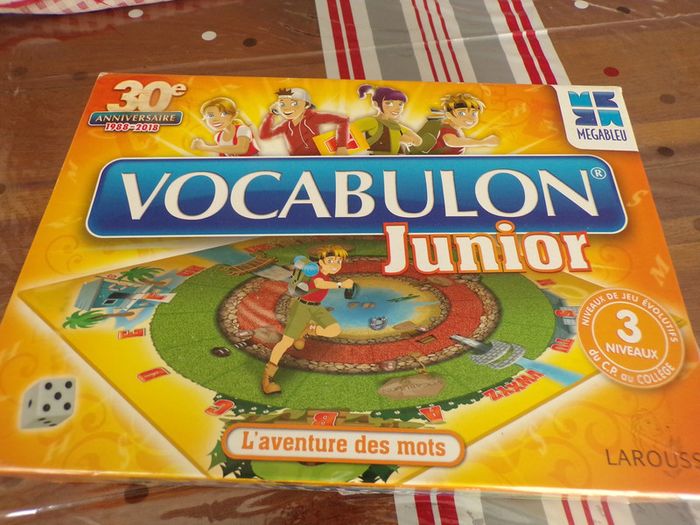 30e
ANNIVERSAIRE
1988-2018
MEGABLEU
VOCABULON®
Junior
NIVEAUX DE JEU ÉVOLUTIFS
3
NIVEAUX
du C.P. au COLLÈGE
L'aventure des mots
LAROUSS